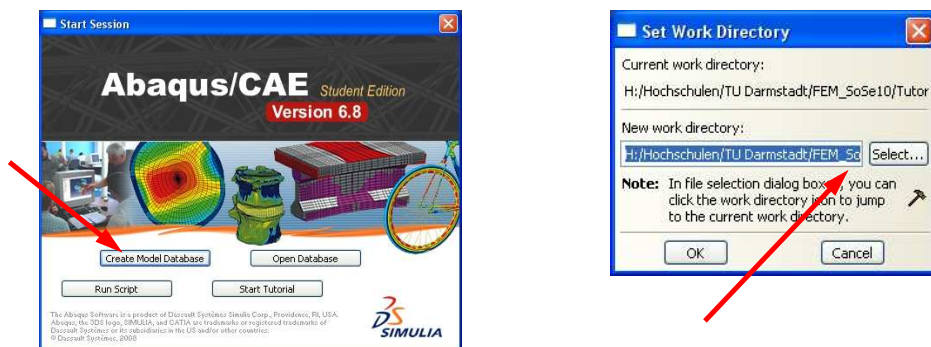 Start Session
Abaqus/CAE Student Edition
Version 6.8
Create Model Database
Open Database
Run Script
Start Tutorial
The Abaqus Software is a product of Dassault Systèmes Simulia Corp., Providence, RI, USA.
Abaqus, the 3DS logo, SIMULIA, and CATIA are trademarks or registered trademarks of
Dassault Systèmes or its subsidiaries in the US and/or other countries.
© Dassault Systèmes, 2008
SIMULIA
Set Work Directory
Current work directory:
H:/Hochschulen/TU Darmstadt/FEM_SoSe10/Tutor
New work directory:
H:/Hochschulen/TU Darmstadt/FEM_So
Select...
Note: In file selection dialog boxes, you can
click the work directory icon to jump
to the current work directory.
OK
Cancel